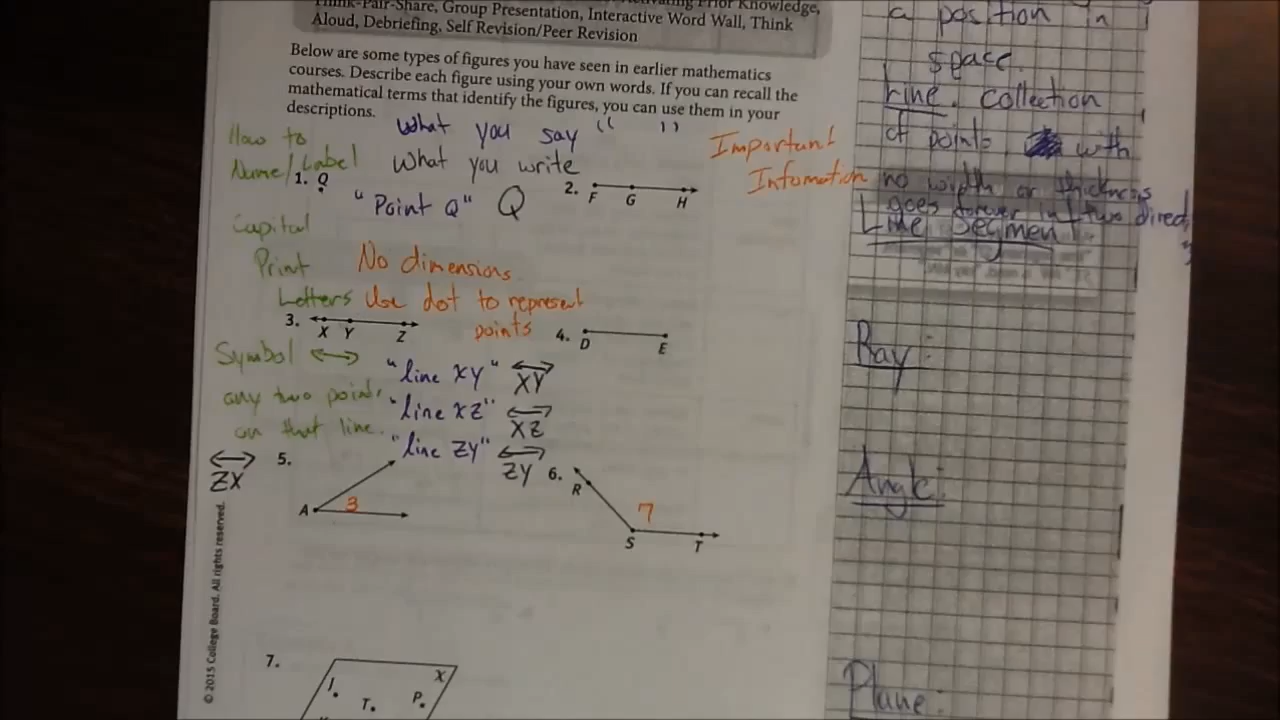 Think-Pair-Share, Group Presentation, Interactive Word Wall, Think
Aloud, Debriefing, Self Revision/Peer Revision
Below are some types of figures you have seen in earlier mathematics
courses. Describe each figure using your own words. If you can recall the
mathematical terms that identify the figures, you can use them in your
descriptions.
How to
Name/Label
What you say " "
What you write
Important
Infomation
1. Q
"Point Q" Q
2. F G H
Capital
Print
Letters
No dimensions.
Use dot to represent
points
3. X Y Z
4. D E
Symbol ↔
any two points
on that line.
"line XY" XY
"line XZ" XZ
"line ZY" ZY
ZX
5. A 3
6. R S T 7
7. X
J T. P.
© 2015 College Board. All rights reserved.
a position in
space.
Line: collection
of points with
no width or thickness
goes forever in two direct
Line Segment:
Ray:
Angle:
Plane: